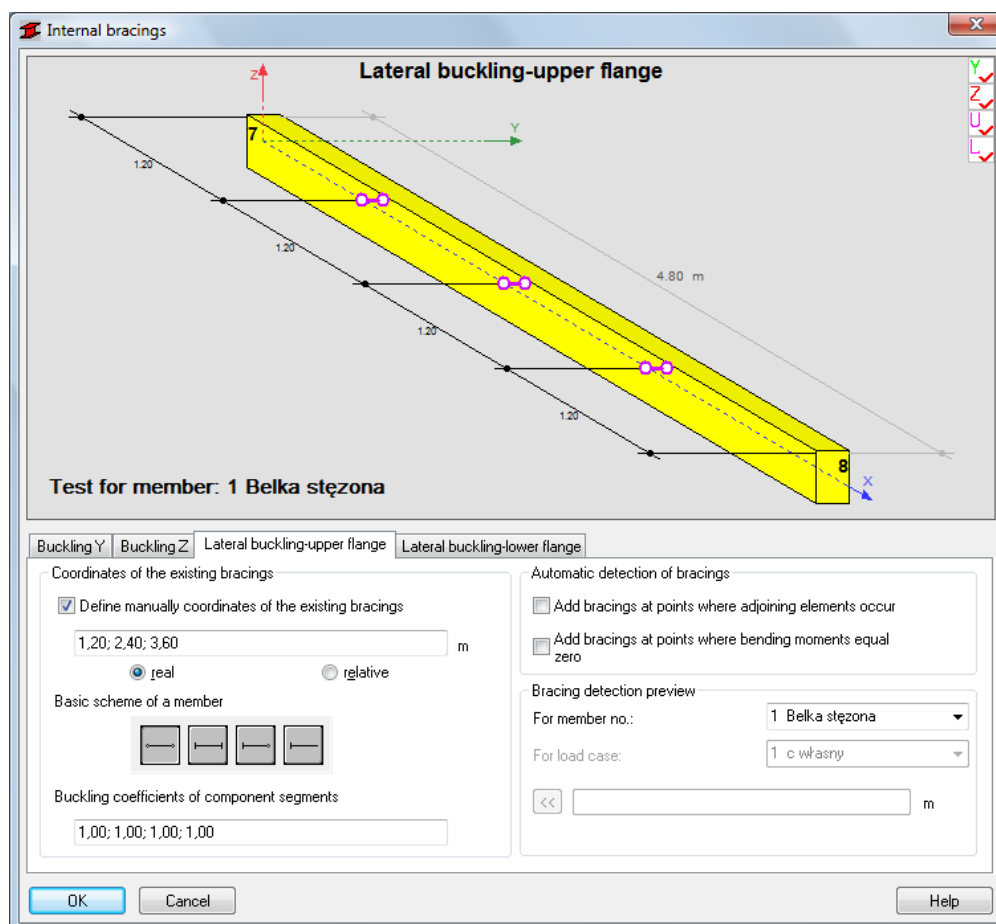 Internal bracings
Lateral buckling-upper flange
Z
Y
7
1.20
1.20
4.80 m
1.20
1.20
8
X
Y
Z
U
L
Test for member: 1 Belka stęzona
Buckling Y
Buckling Z
Lateral buckling-upper flange
Lateral buckling-lower flange
Coordinates of the existing bracings
Define manually coordinates of the existing bracings
1,20; 2,40; 3,60
m
real
relative
Basic scheme of a member
Buckling coefficients of component segments
1,00; 1,00; 1,00; 1,00
Automatic detection of bracings
Add bracings at points where adjoining elements occur
Add bracings at points where bending moments equal
zero
Bracing detection preview
For member no.:
1 Belka stęzona
For load case:
1 c własny
<<
m
OK
Cancel
Help